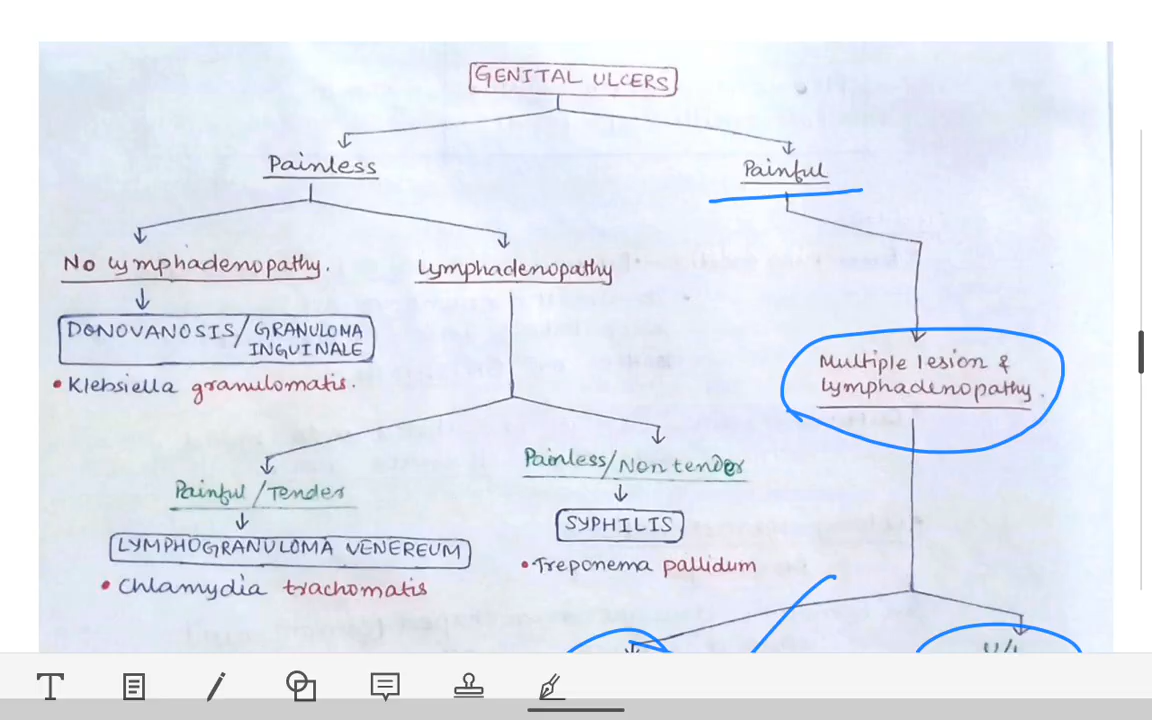 GENITAL ULCERS
Painless
Painful
No lymphadenopathy.
Lymphadenopathy
DONOVANOSIS/GRANULOMA
INGUINALE
• Klebsiella granulomatis.
Multiple lesion &
lymphadenopathy.
Painful/Tender
Painless/Non tender
LYMPHOGRANULOMA VENEREUM
SYPHILIS
• Chlamydia trachomatis
• Treponema pallidum